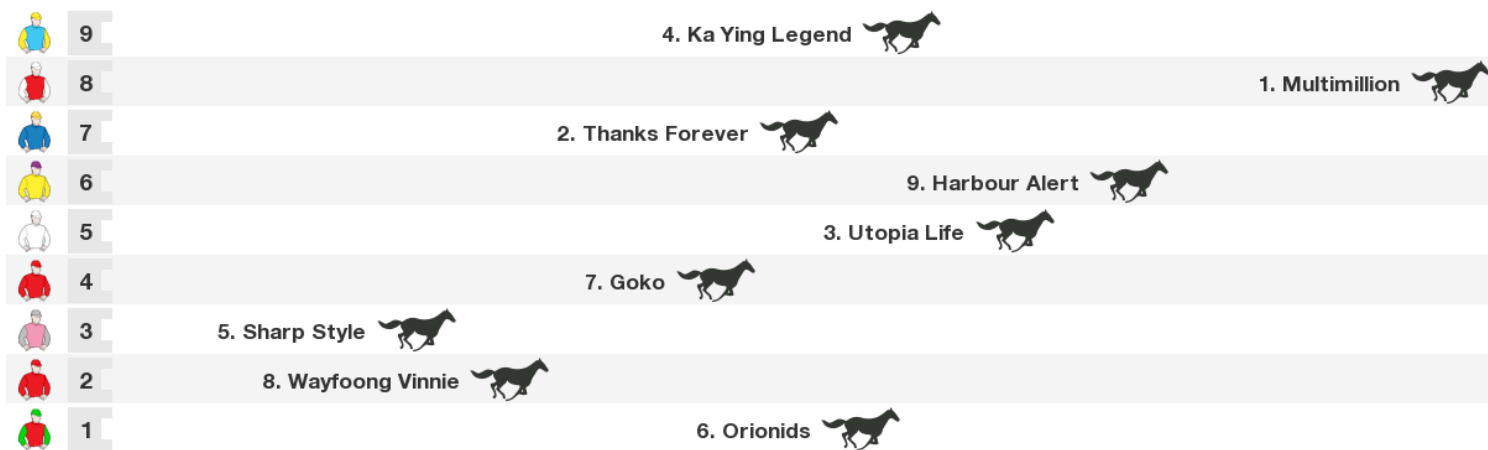 9 4. Ka Ying Legend
8 1. Multimillion
7 2. Thanks Forever
6 9. Harbour Alert
5 3. Utopia Life
4 7. Goko
3 5. Sharp Style
2 8. Wayfoong Vinnie
1 6. Orionids